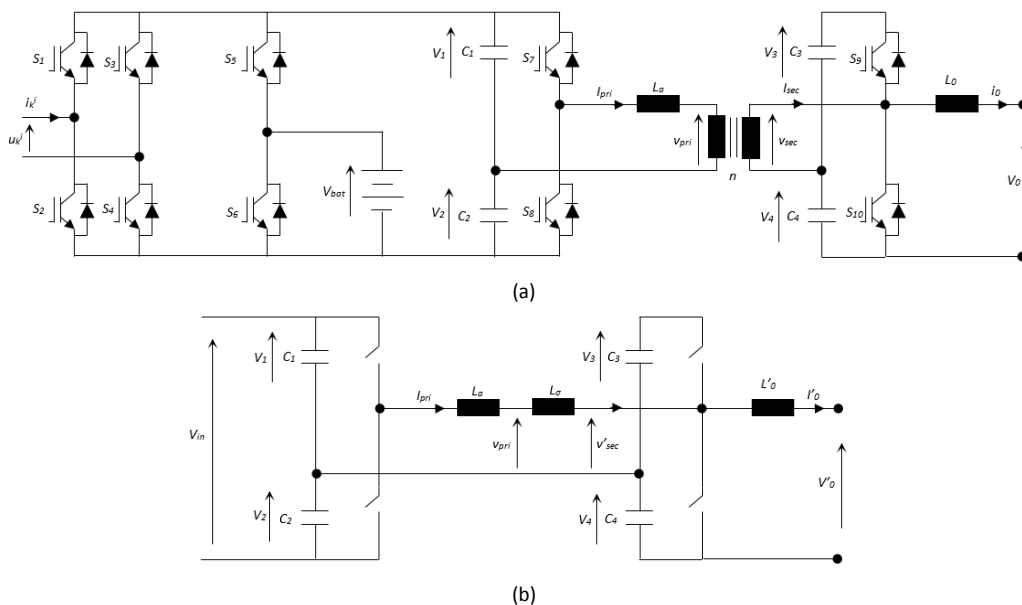 S1 S3 S5 V1 C1 S7 V3 C3 S9
ikj Ipri La Isec L0 i0
ukj vpri vsec
n
S2 S4 S6 Vbat V2 C2 S8 V4 C4 S10 V0
(a)
V1 C1 V3 C3
Ipri La Lσ L'0 I'0
Vin vpri v'sec
V2 C2 V4 C4 V'0
(b)